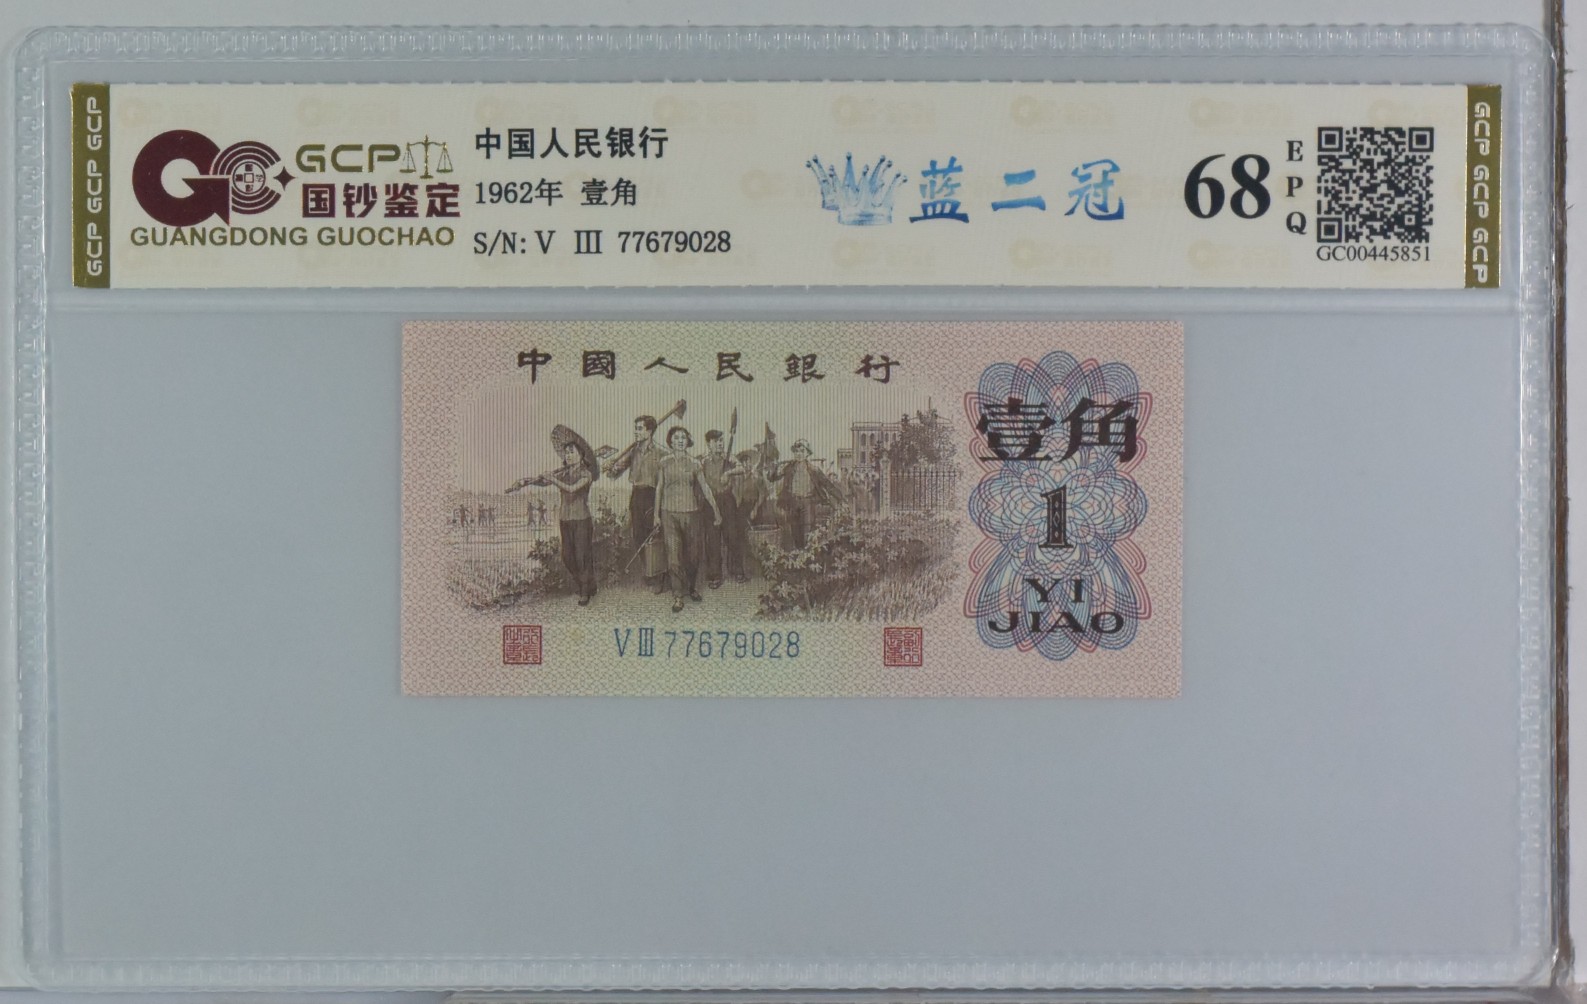 GCP GCP GCP
GCP
国钞鉴定
GUANGDONG GUOCHAO
中国人民银行
1962年 壹角
S/N: V III 77679028
蓝二冠
68
EPQ
GC00445851
GCP GCP GCP
中國人民銀行
壹角
1
YI
JIAO
V III 77679028